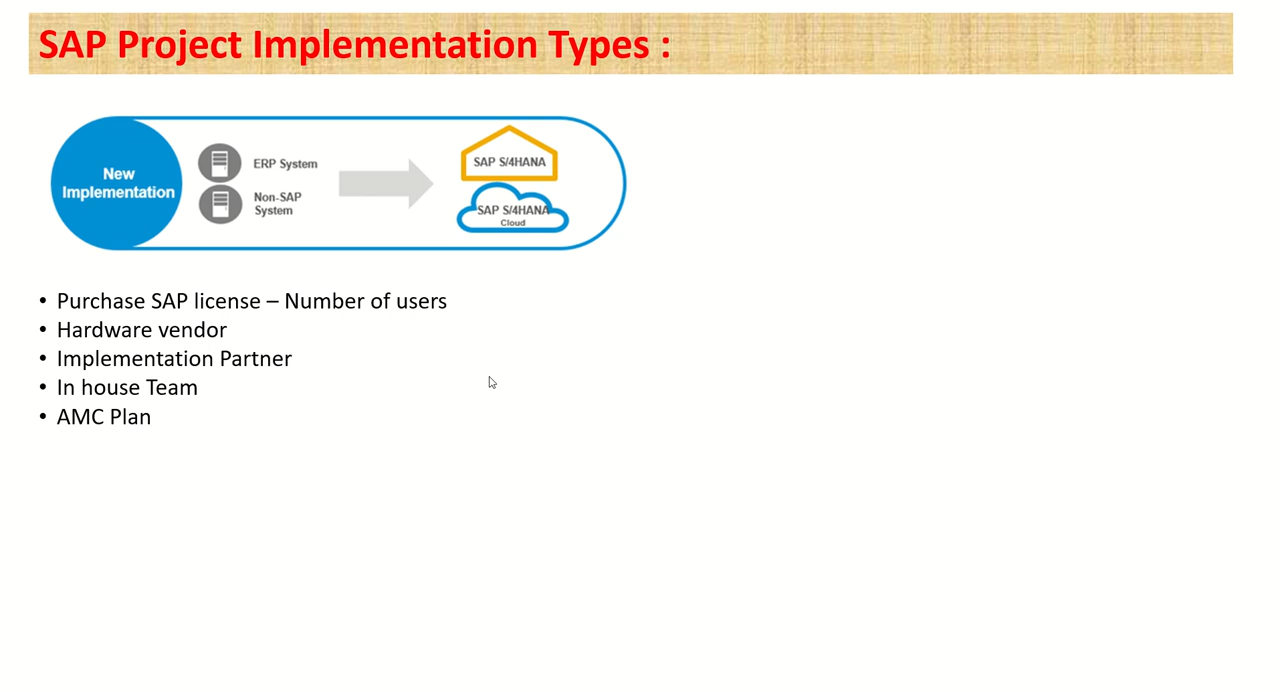 SAP Project Implementation Types :
New
Implementation
ERP System
Non-SAP
System
SAP S/4HANA
SAP S/4HANA
Cloud
• Purchase SAP license – Number of users
• Hardware vendor
• Implementation Partner
• In house Team
• AMC Plan